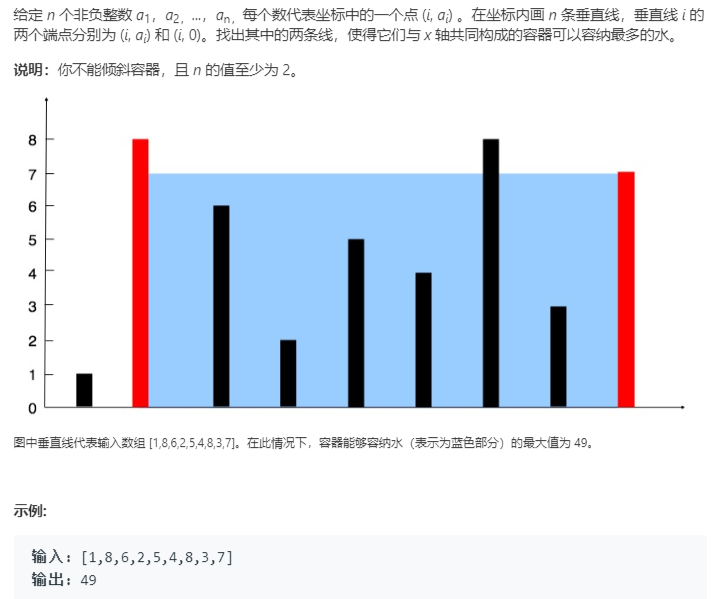 给定 n 个非负整数 a1，a2，...，an，每个数代表坐标中的一个点 (i, ai) 。在坐标内画 n 条垂直线，垂直线 i 的
两个端点分别为 (i, ai) 和 (i, 0)。找出其中的两条线，使得它们与 x 轴共同构成的容器可以容纳最多的水。
说明：你不能倾斜容器，且 n 的值至少为 2。
8
7
6
5
4
3
2
1
0
图中垂直线代表输入数组 [1,8,6,2,5,4,8,3,7]。在此情况下，容器能够容纳水（表示为蓝色部分）的最大值为 49。
示例:
输入: [1,8,6,2,5,4,8,3,7]
输出: 49